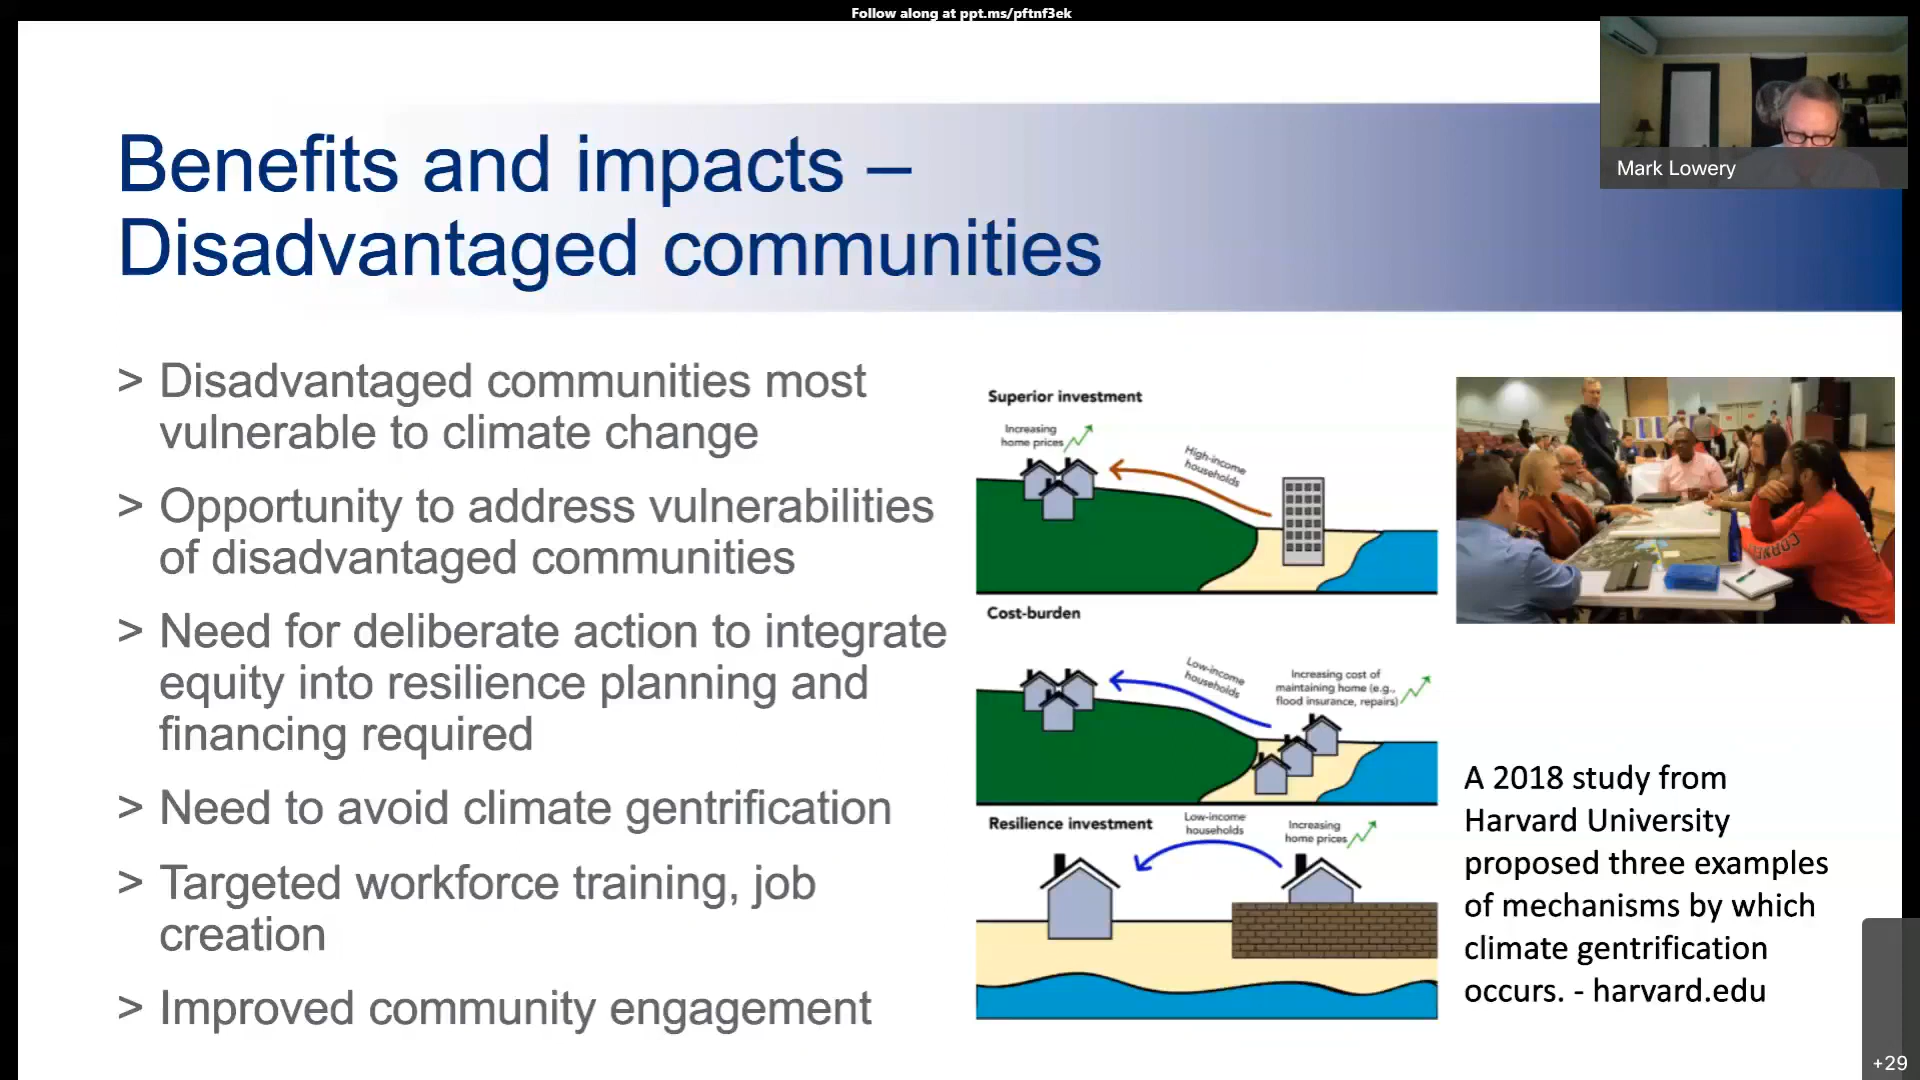 Follow along at ppt.ms/pftnf3ek
Mark Lowery
Benefits and impacts –
Disadvantaged communities
> Disadvantaged communities most
vulnerable to climate change
> Opportunity to address vulnerabilities
of disadvantaged communities
> Need for deliberate action to integrate
equity into resilience planning and
financing required
> Need to avoid climate gentrification
> Targeted workforce training, job
creation
> Improved community engagement
Superior investment
Increasing
home prices
High-income
households
Cost-burden
Low-income
households
Increasing cost of
maintaining home (e.g.,
flood insurance, repairs)
Resilience investment
Low-income
households
Increasing
home prices
CORNELL
A 2018 study from
Harvard University
proposed three examples
of mechanisms by which
climate gentrification
occurs. - harvard.edu
+29